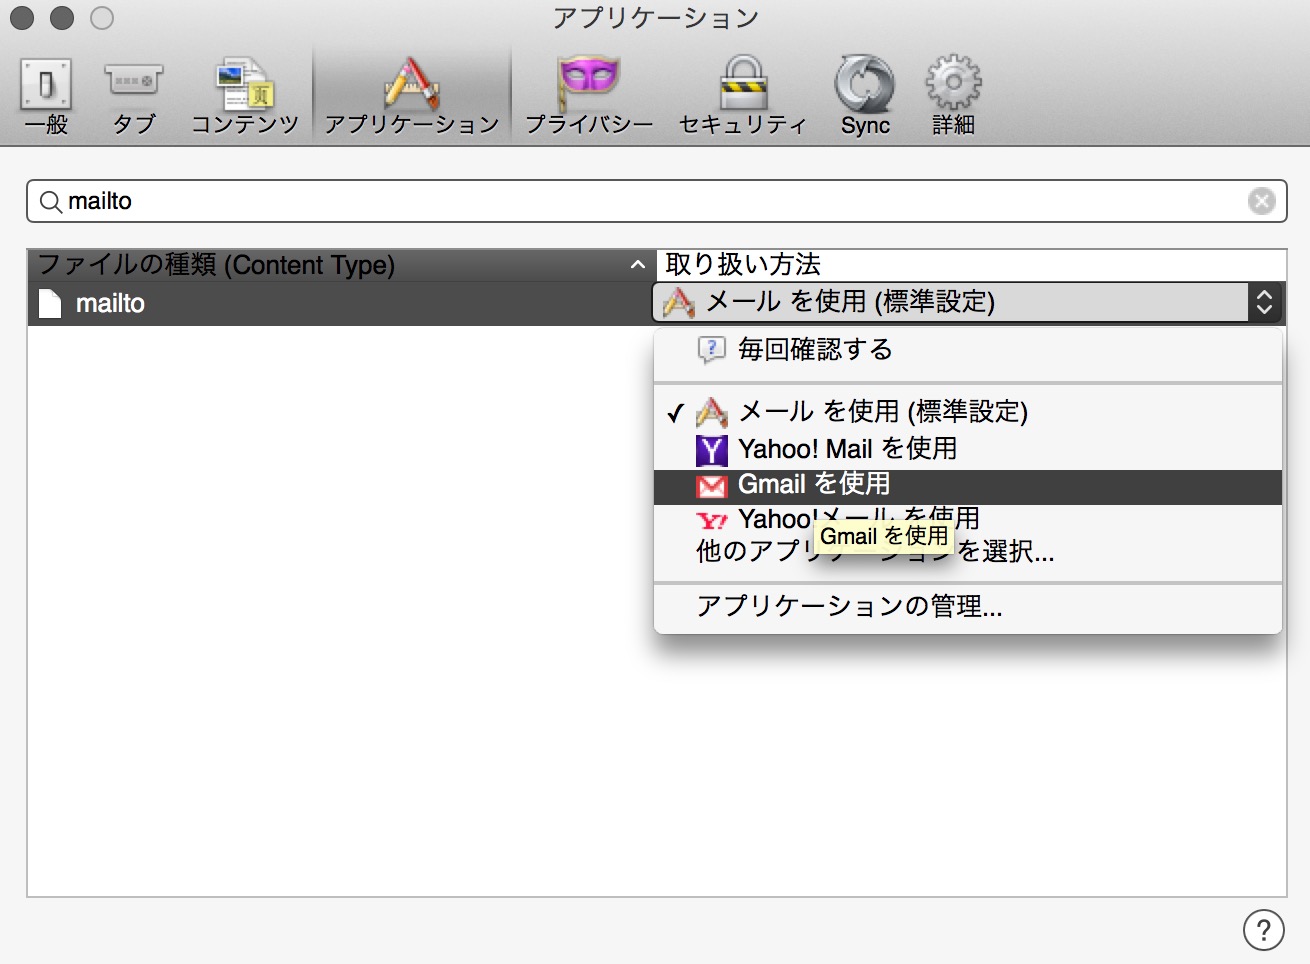 アプリケーション
一般 タブ コンテンツ アプリケーション プライバシー セキュリティ Sync 詳細
mailto
ファイルの種類 (Content Type) 取り扱い方法
mailto メール を使用 (標準設定)
毎回確認する
メール を使用 (標準設定)
Yahoo! Mail を使用
Gmail を使用
Yahoo!メール を使用
Gmail を使用
他のアプリケーションを選択...
アプリケーションの管理...